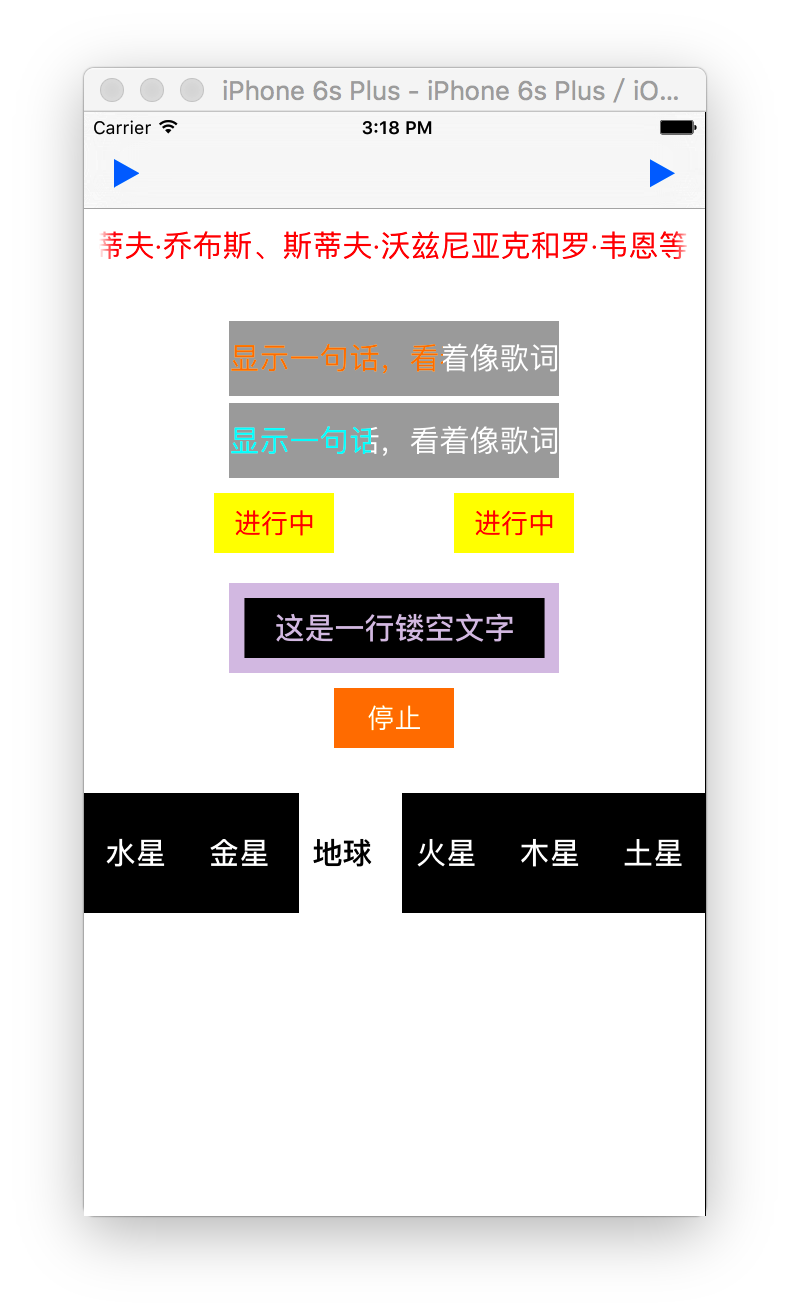 iPhone 6s Plus - iPhone 6s Plus / iO...
Carrier 3:18 PM
蒂夫·乔布斯、斯蒂夫·沃兹尼亚克和罗·韦恩等
显示一句话，看着像歌词
显示一句话，看着像歌词
进行中 进行中
这是一行镂空文字
停止
水星 金星 地球 火星 木星 土星